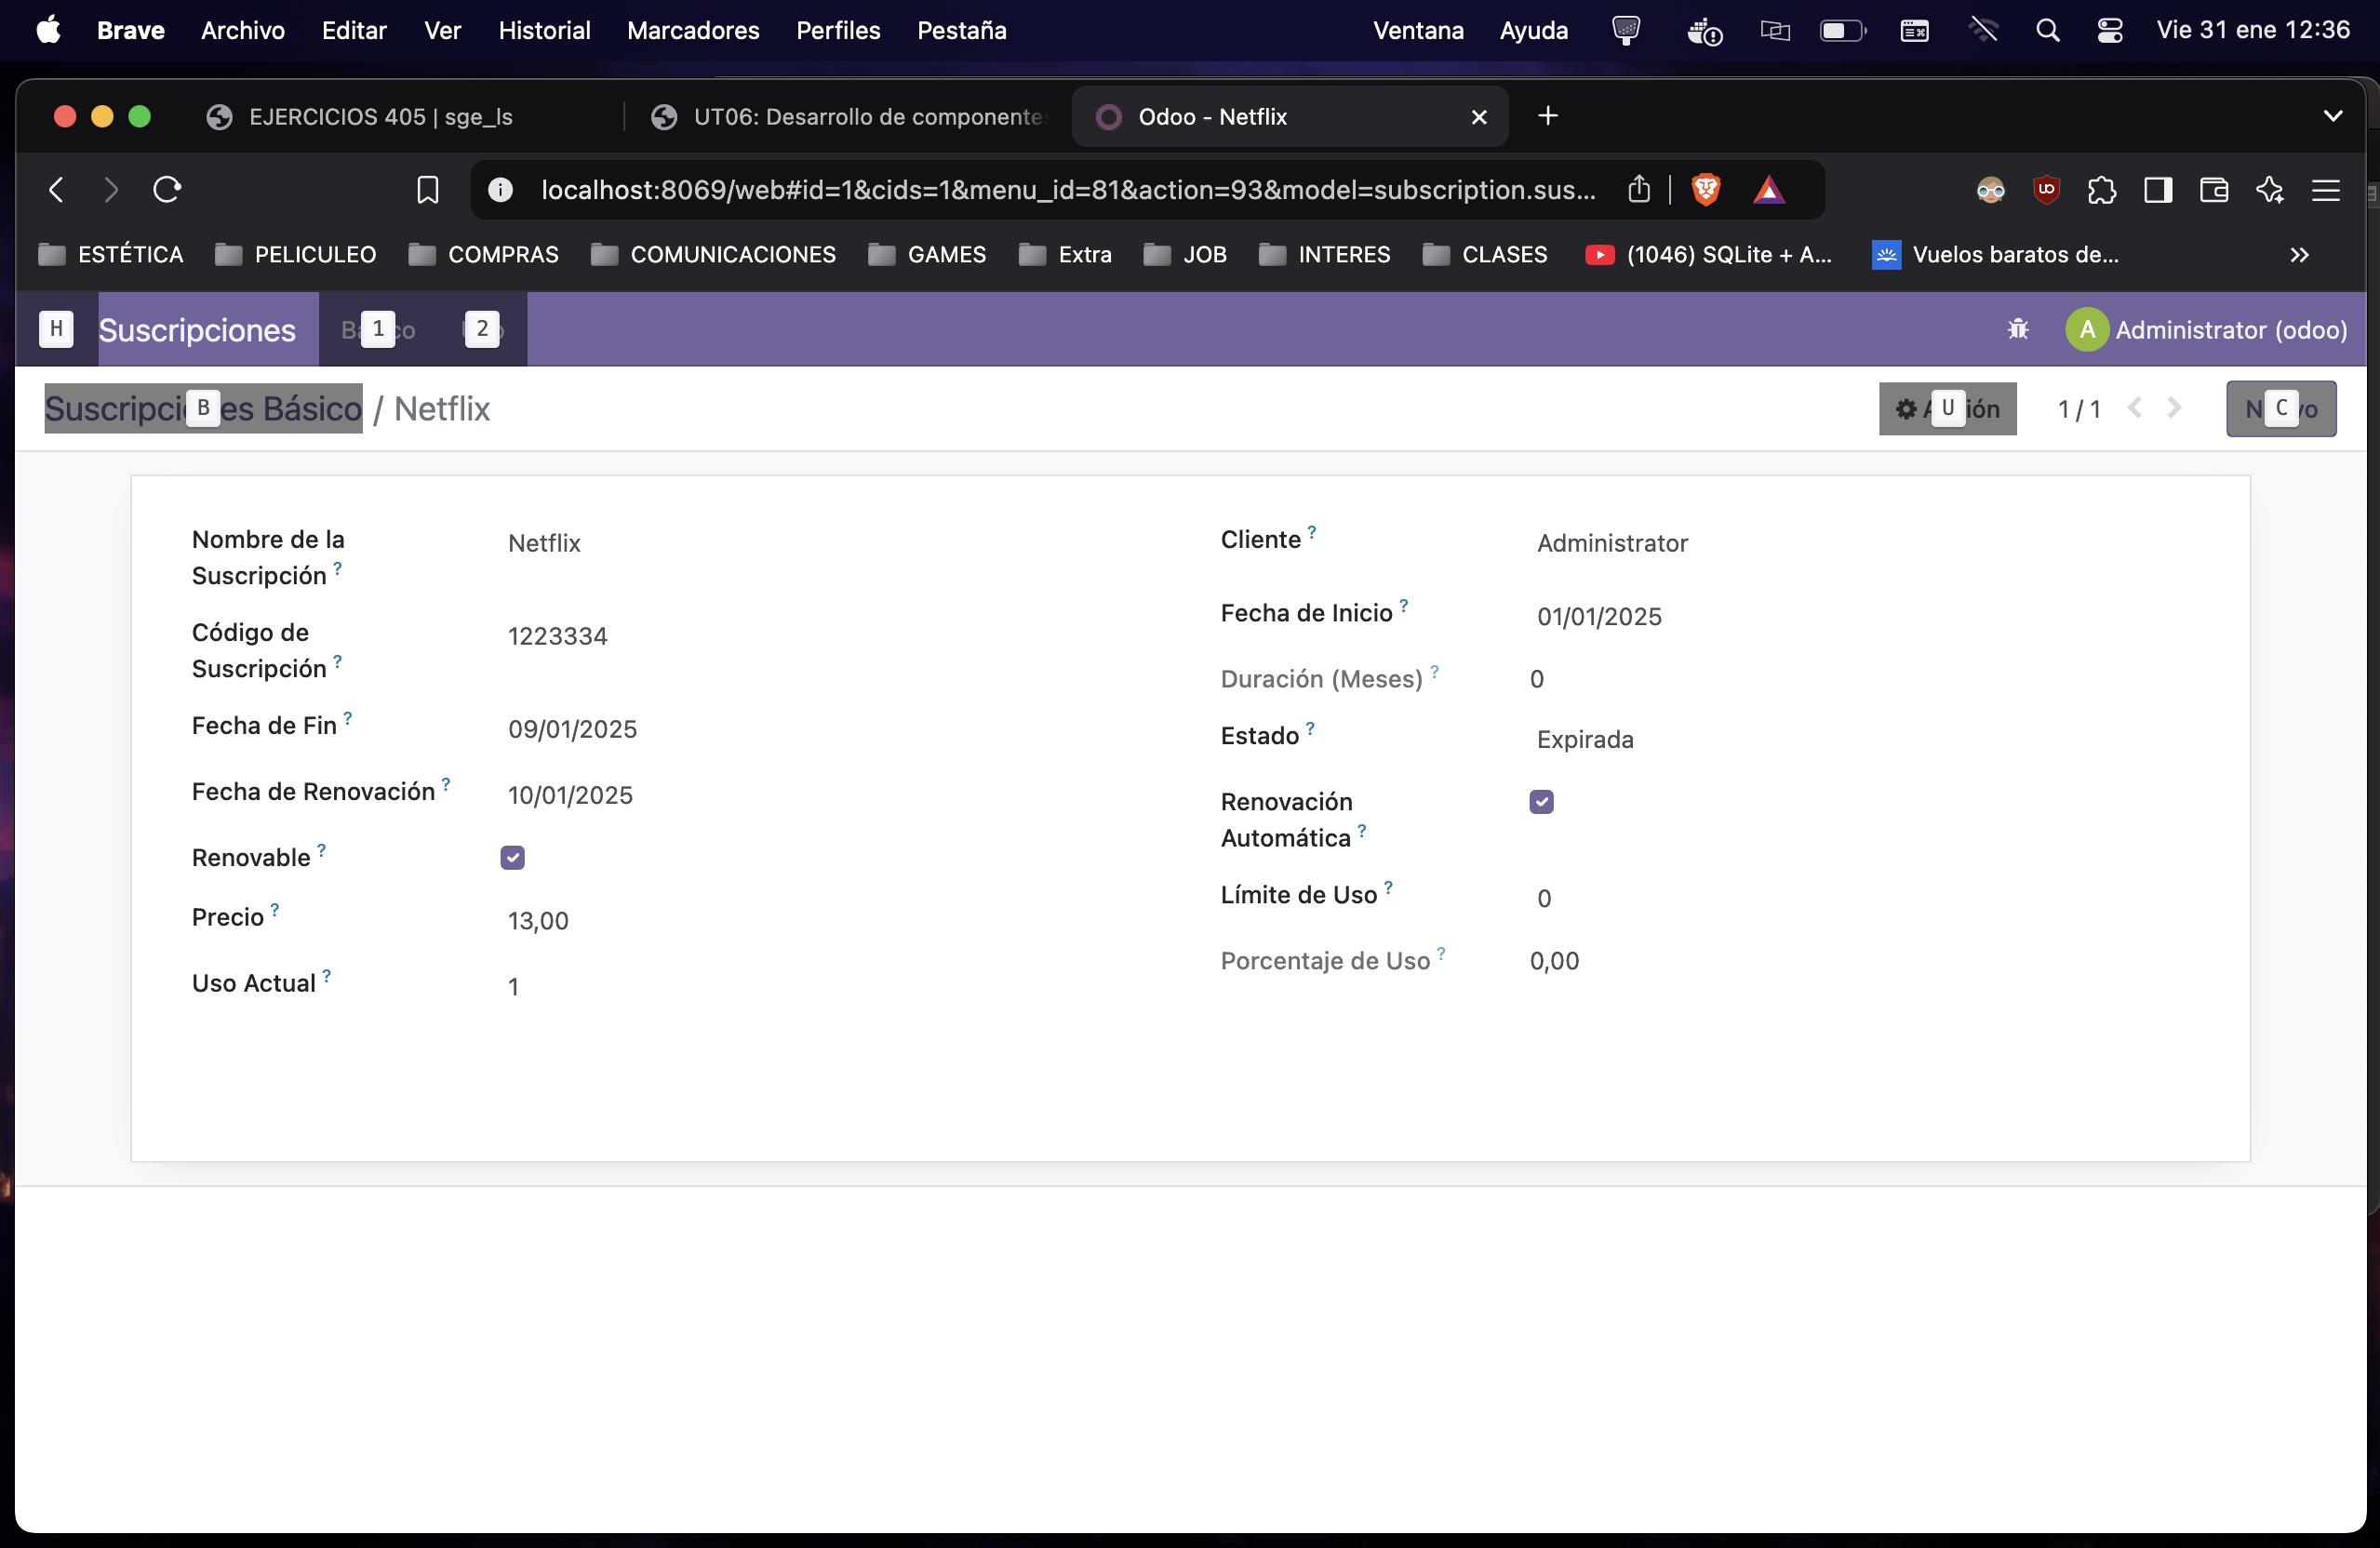 Brave Archivo Editar Ver Historial Marcadores Perfiles Pestaña Ventana Ayuda Vie 31 ene 12:36
EJERCICIOS 405 | sge_ls UT06: Desarrollo de componente Odoo - Netflix
localhost:8069/web#id=1&cids=1&menu_id=81&action=93&model=subscription.sus...
ESTÉTICA PELICULEO COMPRAS COMUNICACIONES GAMES Extra JOB INTERES CLASES (1046) SQLite + A... Vuelos baratos de... »
H Suscripciones 1 2 A Administrator (odoo)
B Básico / Netflix U 1 / 1 C
Nombre de la Suscripción ? Netflix
Cliente ? Administrator
Código de Suscripción ? 1223334
Fecha de Inicio ? 01/01/2025
Duración (Meses) ? 0
Fecha de Fin ? 09/01/2025
Estado ? Expirada
Fecha de Renovación ? 10/01/2025
Renovación Automática ?
Renovable ?
Límite de Uso ? 0
Precio ? 13,00
Porcentaje de Uso ? 0,00
Uso Actual ? 1